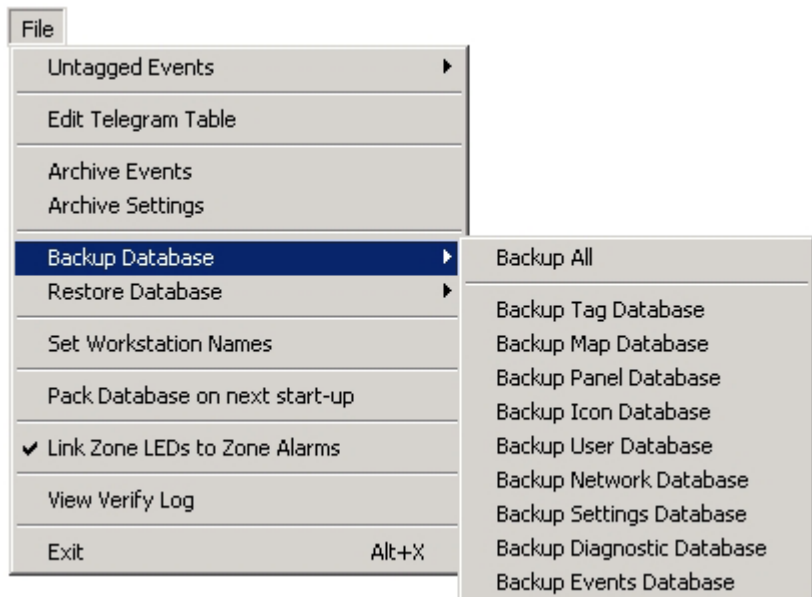 File
Untagged Events
Edit Telegram Table
Archive Events
Archive Settings
Backup Database
Restore Database
Set Workstation Names
Pack Database on next start-up
Link Zone LEDs to Zone Alarms
View Verify Log
Exit Alt+X
Backup All
Backup Tag Database
Backup Map Database
Backup Panel Database
Backup Icon Database
Backup User Database
Backup Network Database
Backup Settings Database
Backup Diagnostic Database
Backup Events Database